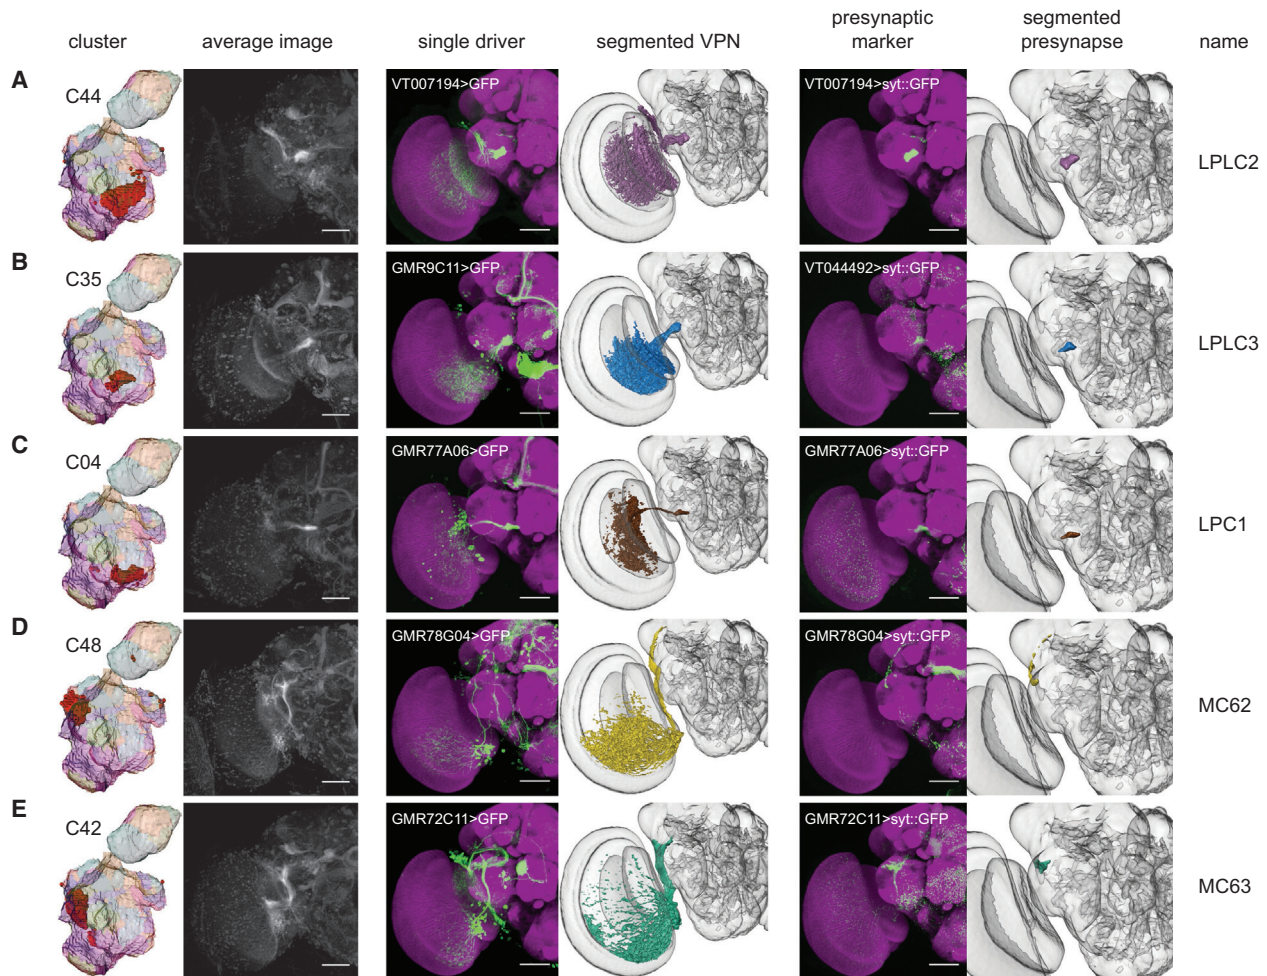 cluster average image single driver segmented VPN presynaptic marker segmented presynapse name
A C44 VT007194>GFP VT007194>syt::GFP LPLC2
B C35 GMR9C11>GFP VT044492>syt::GFP LPLC3
C C04 GMR77A06>GFP GMR77A06>syt::GFP LPC1
D C48 GMR78G04>GFP GMR78G04>syt::GFP MC62
E C42 GMR72C11>GFP GMR72C11>syt::GFP MC63